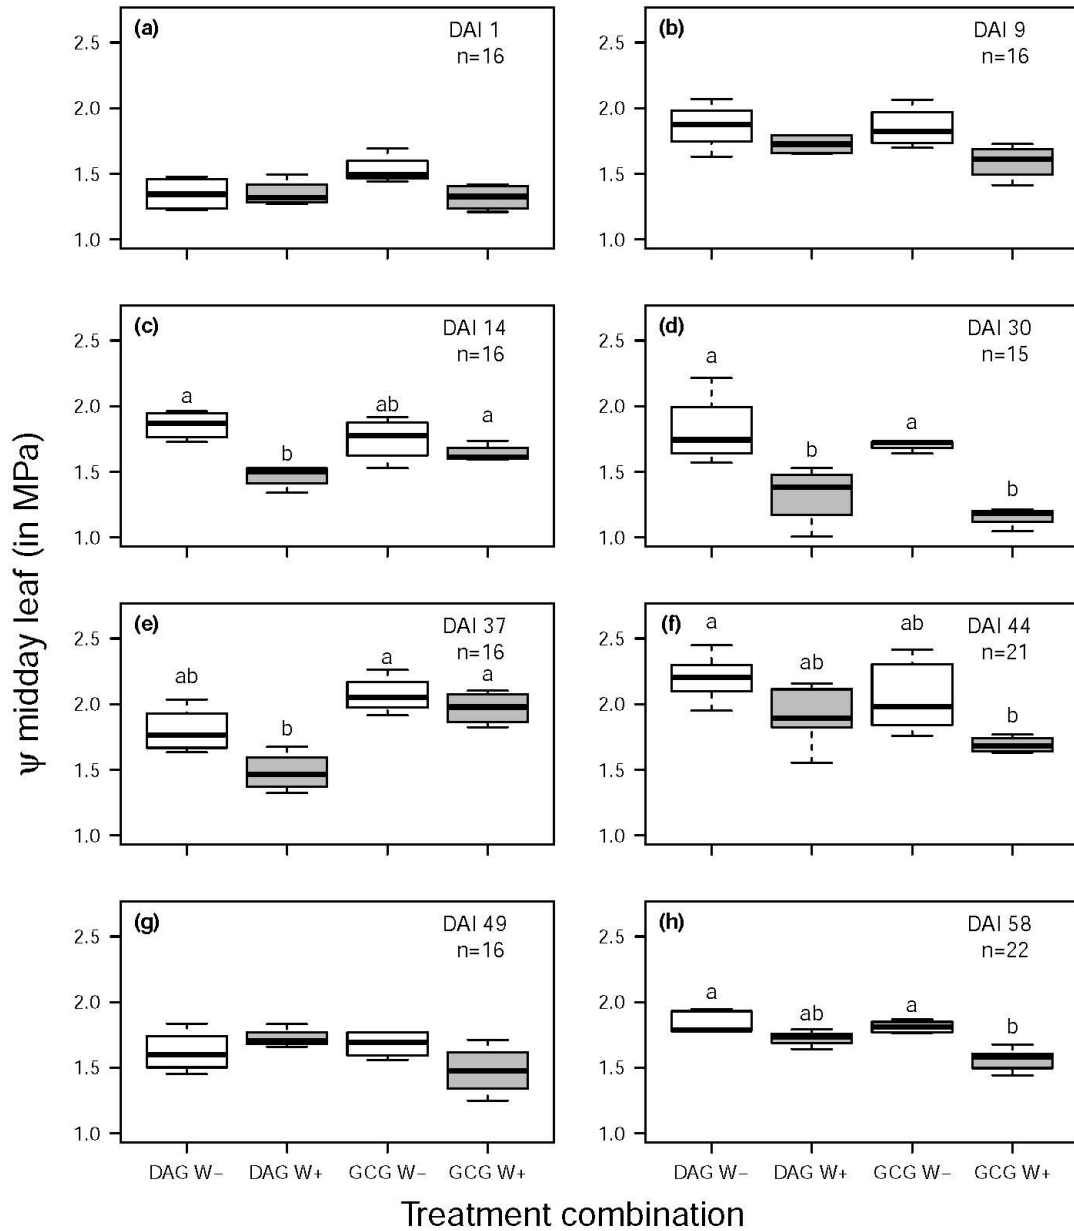 (a) DAI 1
n=16
2.5
2.0
1.5
1.0
(b) DAI 9
n=16
2.5
2.0
1.5
1.0
(c) DAI 14
n=16
2.5
2.0
1.5
1.0
a
b
ab
a
(d) DAI 30
n=15
2.5
2.0
1.5
1.0
a
b
a
b
(e) DAI 37
n=16
2.5
2.0
1.5
1.0
ab
b
a
a
(f) DAI 44
n=21
2.5
2.0
1.5
1.0
a
ab
ab
b
(g) DAI 49
n=16
2.5
2.0
1.5
1.0
DAG W− DAG W+ GCG W− GCG W+
(h) DAI 58
n=22
2.5
2.0
1.5
1.0
a
ab
a
b
DAG W− DAG W+ GCG W− GCG W+
ψ midday leaf (in MPa)
Treatment combination